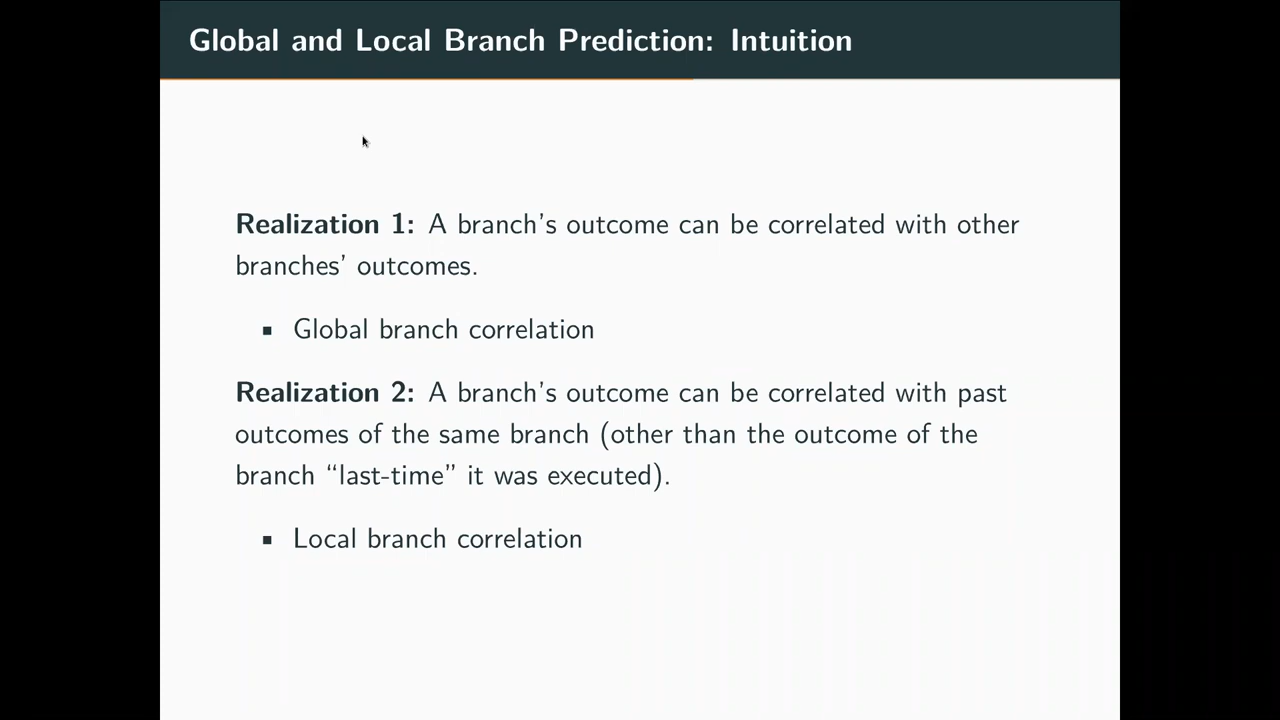 Global and Local Branch Prediction: Intuition
Realization 1: A branch’s outcome can be correlated with other
branches’ outcomes.
▪ Global branch correlation
Realization 2: A branch’s outcome can be correlated with past
outcomes of the same branch (other than the outcome of the
branch “last-time” it was executed).
▪ Local branch correlation